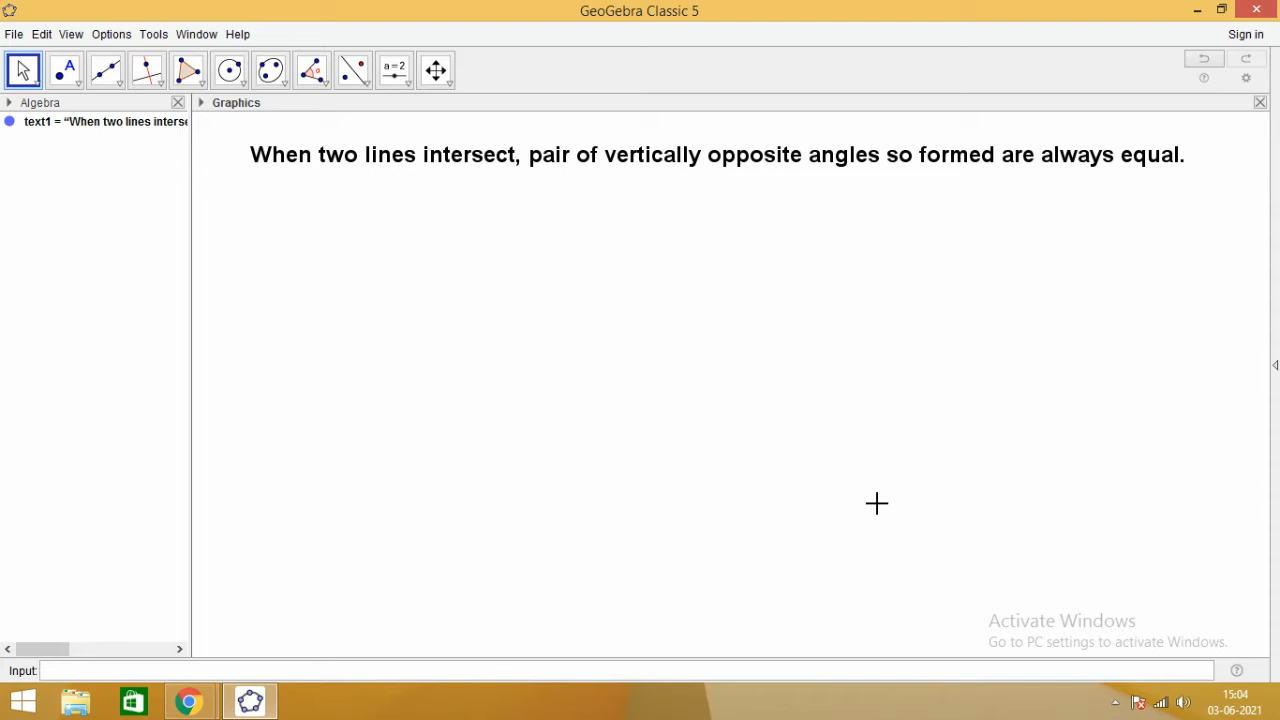 GeoGebra Classic 5
File Edit View Options Tools Window Help
Sign in
A
a=2
Algebra
Graphics
text1 = “When two lines interse
When two lines intersect, pair of vertically opposite angles so formed are always equal.
Activate Windows
Go to PC settings to activate Windows.
Input:
15:04
03-06-2021